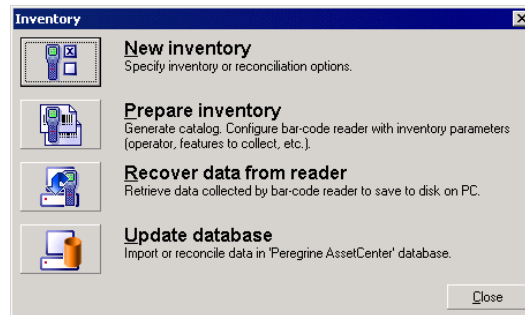 Inventory
New inventory
Specify inventory or reconciliation options.
Prepare inventory
Generate catalog. Configure bar-code reader with inventory parameters
(operator, features to collect, etc.).
Recover data from reader
Retrieve data collected by bar-code reader to save to disk on PC.
Update database
Import or reconcile data in 'Peregrine AssetCenter' database.
Close